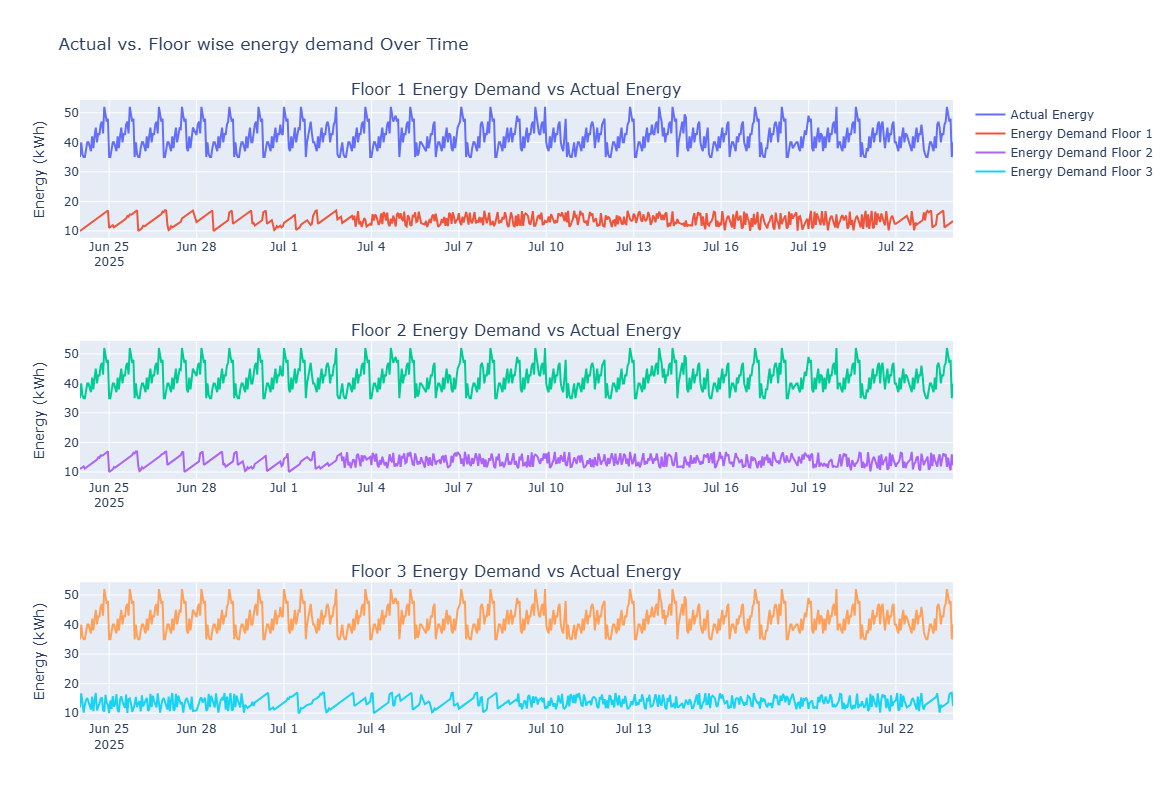 Actual vs. Floor wise energy demand Over Time
Floor 1 Energy Demand vs Actual Energy
Energy (kWh)
50
40
30
20
10
Jun 25
2025
Jun 28
Jul 1
Jul 4
Jul 7
Jul 10
Jul 13
Jul 16
Jul 19
Jul 22
Actual Energy
Energy Demand Floor 1
Energy Demand Floor 2
Energy Demand Floor 3
Floor 2 Energy Demand vs Actual Energy
Energy (kWh)
50
40
30
20
10
Jun 25
2025
Jun 28
Jul 1
Jul 4
Jul 7
Jul 10
Jul 13
Jul 16
Jul 19
Jul 22
Floor 3 Energy Demand vs Actual Energy
Energy (kWh)
50
40
30
20
10
Jun 25
2025
Jun 28
Jul 1
Jul 4
Jul 7
Jul 10
Jul 13
Jul 16
Jul 19
Jul 22